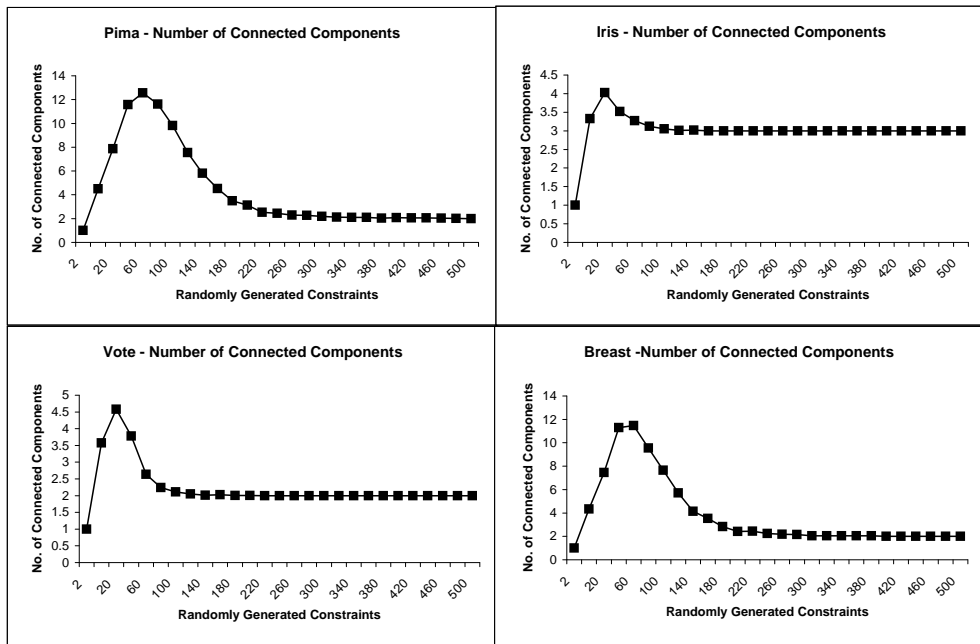 Pima - Number of Connected Components
No. of Connected Components
14
12
10
8
6
4
2
0
2 20 60 100 140 180 220 260 300 340 380 420 460 500
Randomly Generated Constraints
Iris - Number of Connected Components
No. of Connected Components
4.5
4
3.5
3
2.5
2
1.5
1
0.5
0
2 20 60 100 140 180 220 260 300 340 380 420 460 500
Randomly Generated Constraints
Vote - Number of Connected Components
No. of Connected Components
5
4.5
4
3.5
3
2.5
2
1.5
1
0.5
0
2 20 60 100 140 180 220 260 300 340 380 420 460 500
Randomly Generated Constraints
Breast -Number of Connected Components
No. of Connected Components
14
12
10
8
6
4
2
0
2 20 60 100 140 180 220 260 300 340 380 420 460 500
Randomly Generated Constraints